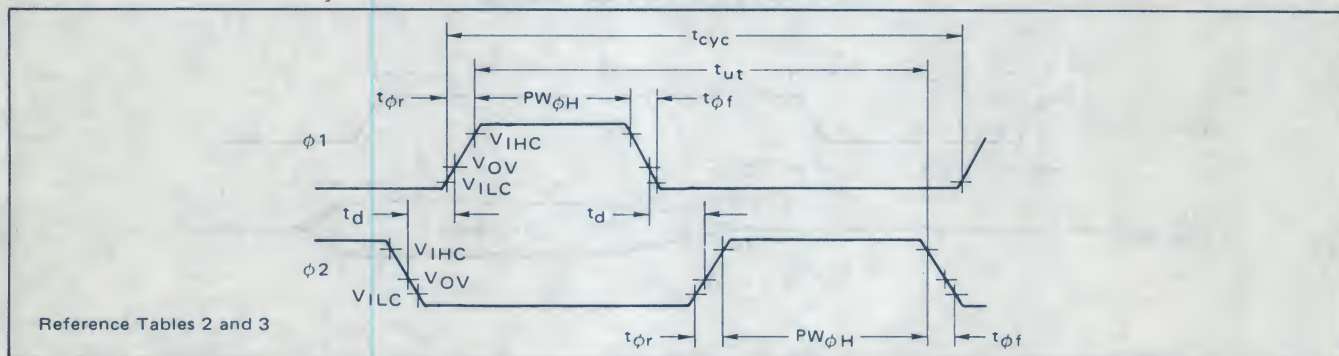 tcyc
tut
tϕr
PWϕH
tϕf
ϕ1
VIHC
VOV
VILC
td
td
ϕ2
VIHC
VOV
VILC
Reference Tables 2 and 3
tϕr
PWϕH
tϕf